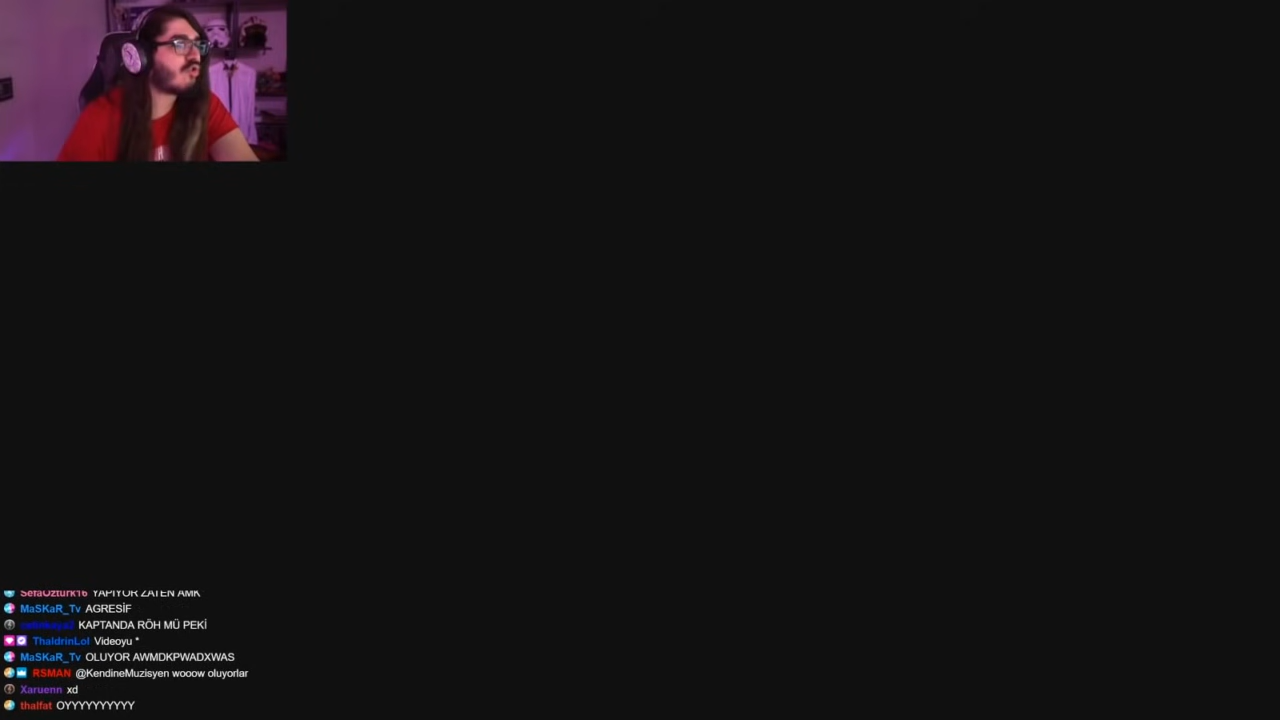 SefaOzturk16 YAPIYOR ZATEN AMK
MaSKaR_Tv AGRESİF
KAPTANDA RÖH MÜ PEKİ
ThaldrinLol Videoyu *
MaSKaR_Tv OLUYOR AWMDKPWADXWAS
RSMAN @KendineMuzisyen wooow oluyorlar
Xaruenn xd
thalfat OYYYYYYYYYY